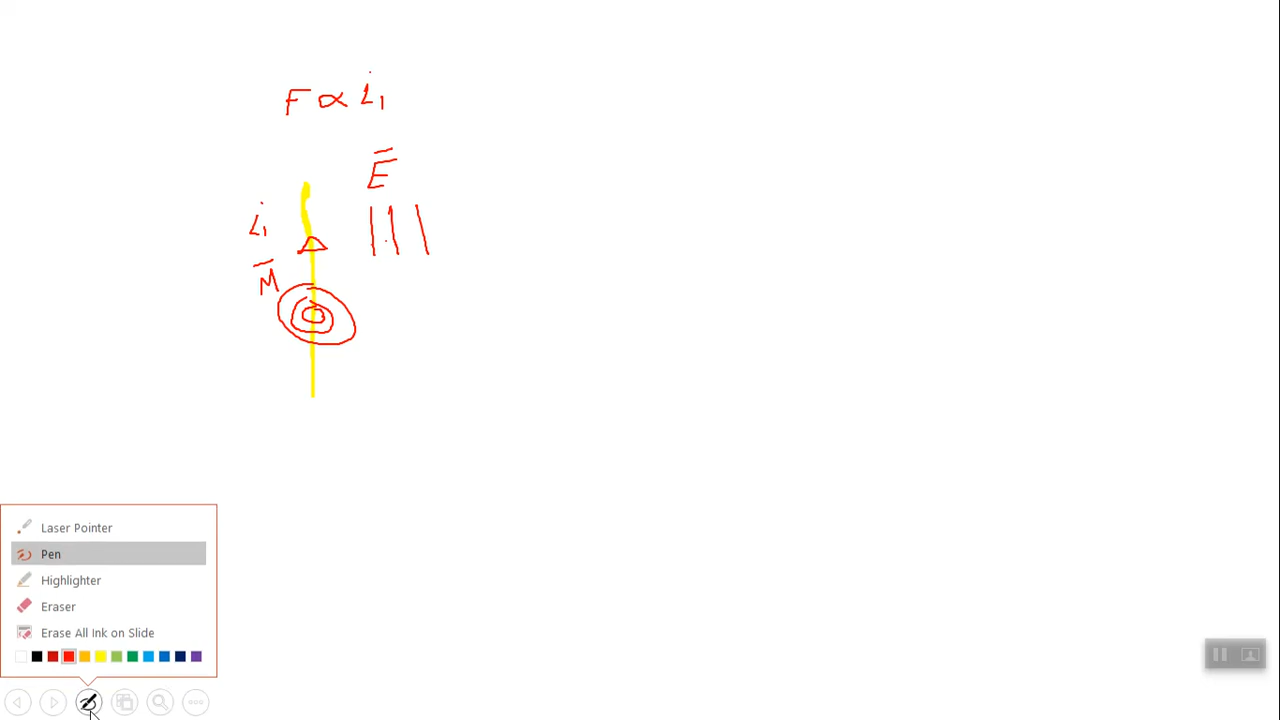 F ∝ i₁
E̅
i₁
M̅
Laser Pointer
Pen
Highlighter
Eraser
Erase All Ink on Slide